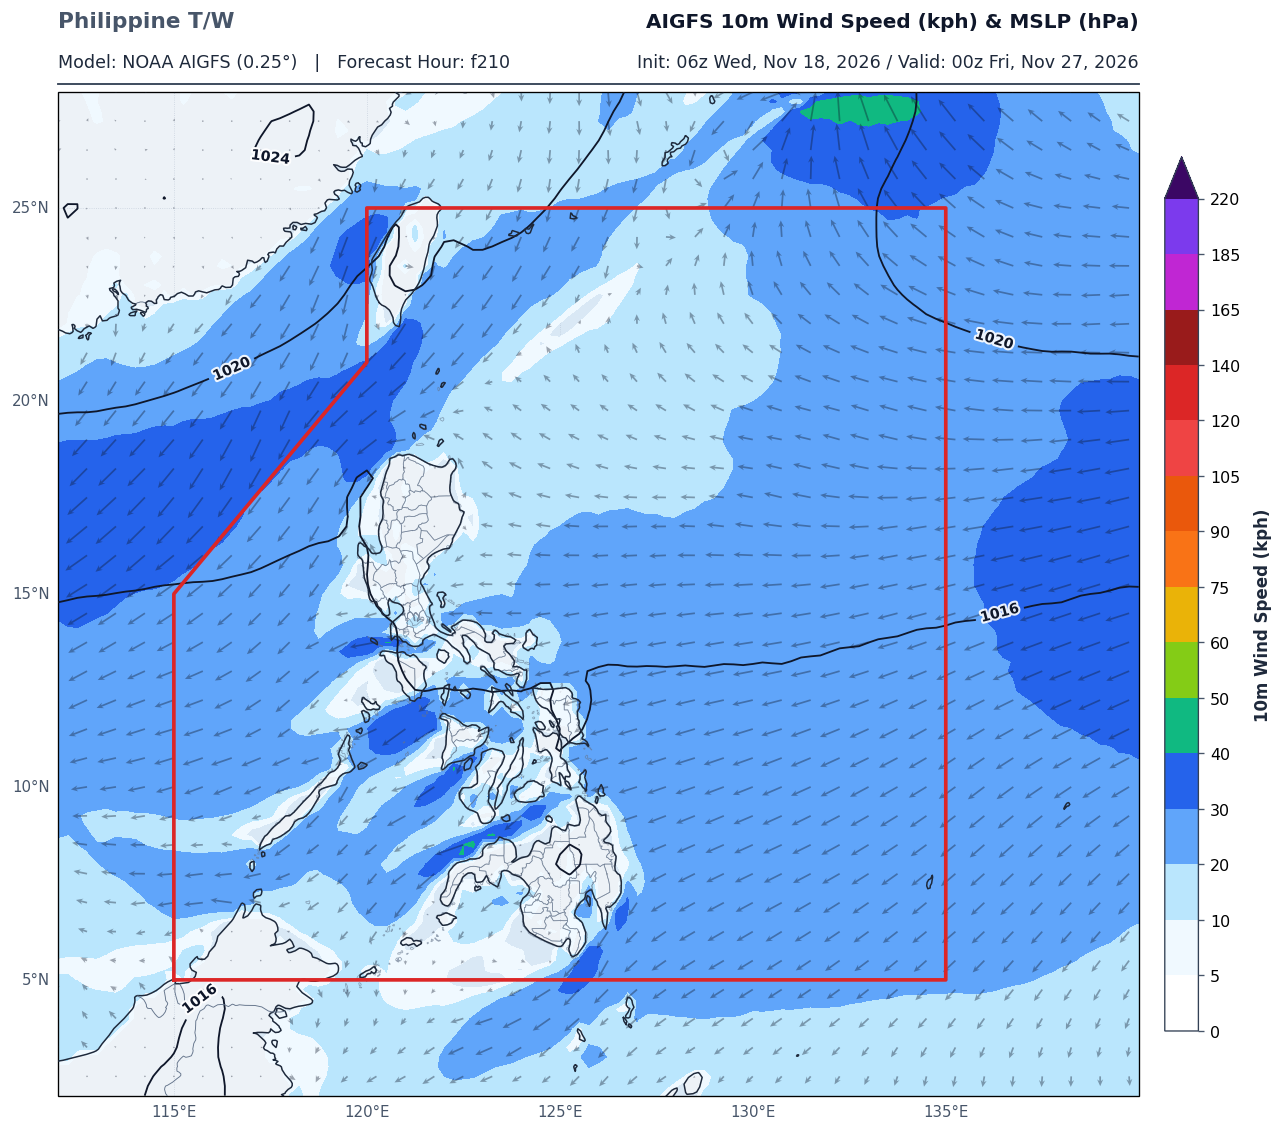 Philippine T/W
AIGFS 10m Wind Speed (kph) & MSLP (hPa)
Model: NOAA AIGFS (0.25°) | Forecast Hour: f210
Init: 06z Wed, Nov 18, 2026 / Valid: 00z Fri, Nov 27, 2026
1024
25°N
1020
1020
20°N
15°N
1016
10°N
5°N
1016
115°E
120°E
125°E
130°E
135°E
220
185
165
140
120
105
90
75
60
50
40
30
20
10
5
0
10m Wind Speed (kph)